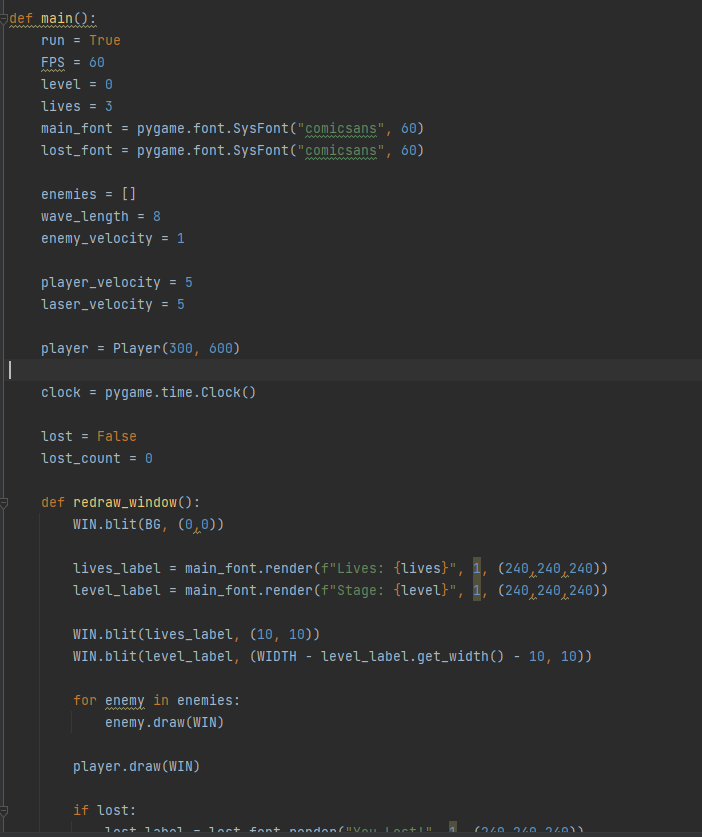 def main():
    run = True
    FPS = 60
    level = 0
    lives = 3
    main_font = pygame.font.SysFont("comicsans", 60)
    lost_font = pygame.font.SysFont("comicsans", 60)

    enemies = []
    wave_length = 8
    enemy_velocity = 1

    player_velocity = 5
    laser_velocity = 5

    player = Player(300, 600)

    clock = pygame.time.Clock()

    lost = False
    lost_count = 0

    def redraw_window():
        WIN.blit(BG, (0,0))

        lives_label = main_font.render(f"Lives: {lives}", 1, (240,240,240))
        level_label = main_font.render(f"Stage: {level}", 1, (240,240,240))

        WIN.blit(lives_label, (10, 10))
        WIN.blit(level_label, (WIDTH - level_label.get_width() - 10, 10))

        for enemy in enemies:
            enemy.draw(WIN)

        player.draw(WIN)

        if lost:
            lost_label = lost_font.render("You Lost!", 1, (240,240,240))